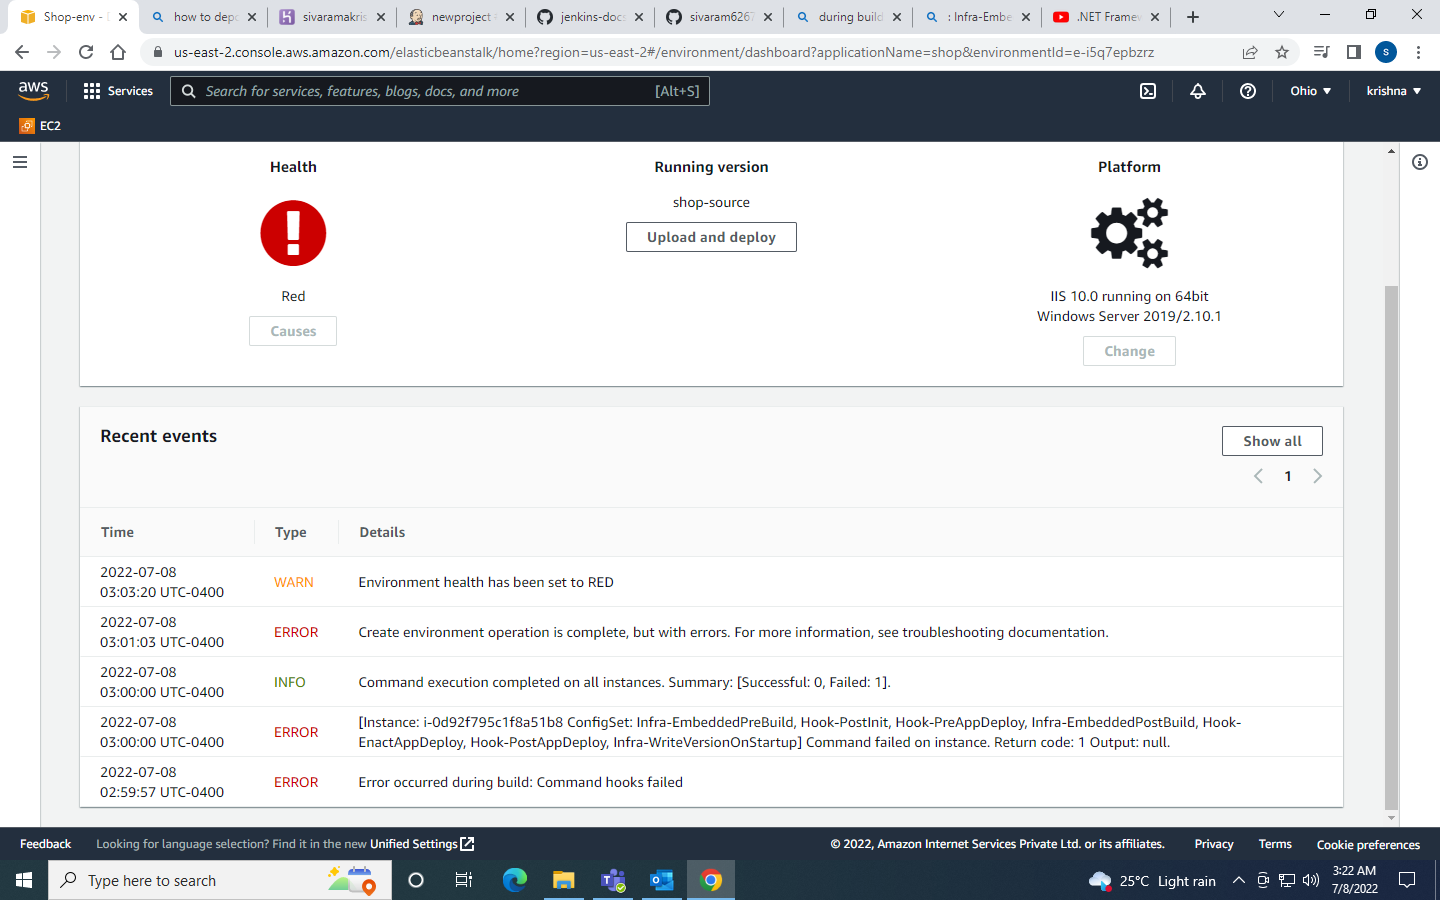 Shop-env - D
how to depo
sivaramakris
newproject
jenkins-docs
sivaram6267
during build
: Infra-Embe
.NET Framew
us-east-2.console.aws.amazon.com/elasticbeanstalk/home?region=us-east-2#/environment/dashboard?applicationName=shop&environmentId=e-i5q7epbzrz
S
aws
Services
Search for services, features, blogs, docs, and more
[Alt+S]
Ohio ▼
krishna ▼
EC2
Health
Running version
Platform
shop-source
Upload and deploy
Red
IIS 10.0 running on 64bit
Windows Server 2019/2.10.1
Causes
Change
Recent events
Show all
1
Time Type Details
2022-07-08
03:03:20 UTC-0400
WARN
Environment health has been set to RED
2022-07-08
03:01:03 UTC-0400
ERROR
Create environment operation is complete, but with errors. For more information, see troubleshooting documentation.
2022-07-08
03:00:00 UTC-0400
INFO
Command execution completed on all instances. Summary: [Successful: 0, Failed: 1].
2022-07-08
03:00:00 UTC-0400
ERROR
[Instance: i-0d92f795c1f8a51b8 ConfigSet: Infra-EmbeddedPreBuild, Hook-PostInit, Hook-PreAppDeploy, Infra-EmbeddedPostBuild, Hook-
EnactAppDeploy, Hook-PostAppDeploy, Infra-WriteVersionOnStartup] Command failed on instance. Return code: 1 Output: null.
2022-07-08
02:59:57 UTC-0400
ERROR
Error occurred during build: Command hooks failed
Feedback
Looking for language selection? Find it in the new Unified Settings
© 2022, Amazon Internet Services Private Ltd. or its affiliates.
Privacy
Terms
Cookie preferences
Type here to search
25°C Light rain
3:22 AM
7/8/2022